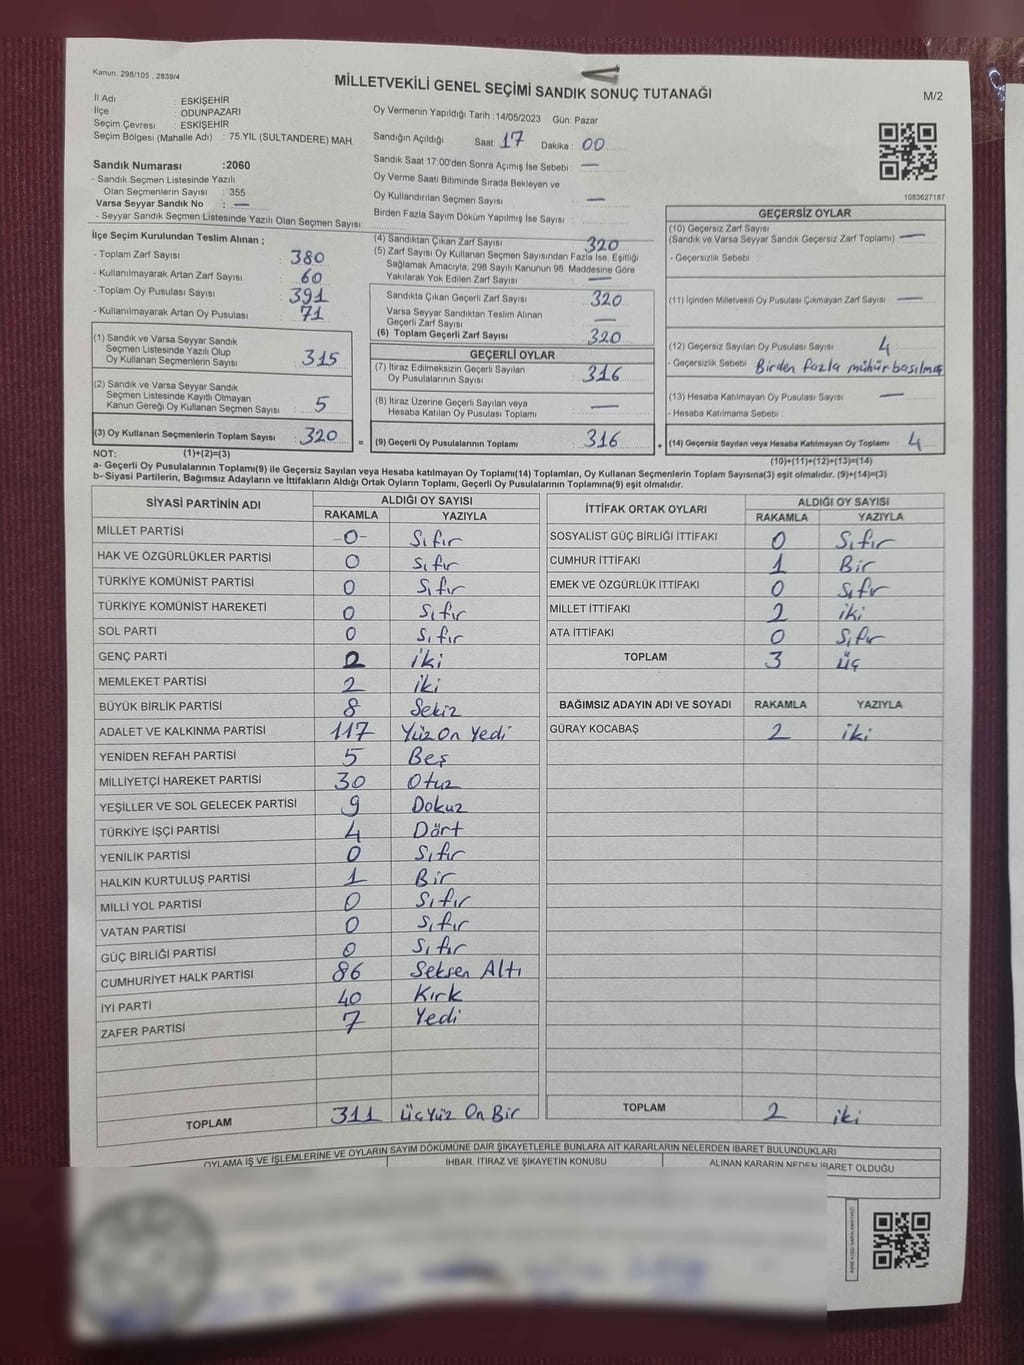 Kanun: 298/105 , 2839/4
MİLLETVEKİLİ GENEL SEÇİMİ SANDIK SONUÇ TUTANAĞI
M/2
İl Adı : ESKİŞEHİR
İlçe : ODUNPAZARI
Seçim Çevresi : ESKİŞEHİR
Seçim Bölgesi (Mahalle Adı) : 75.YIL (SULTANDERE) MAH
Sandık Numarası :2060
- Sandık Seçmen Listesinde Yazılı
Olan Seçmenlerin Sayısı : 355
Varsa Seyyar Sandık No : —
- Seyyar Sandık Seçmen Listesinde Yazılı Olan Seçmen Sayısı
Oy Vermenin Yapıldığı Tarih :14/05/2023 Gün: Pazar
Sandığın Açıldığı Saat: 17 Dakika : 00
Sandık Saat 17:00'den Sonra Açımış İse Sebebi : —
Oy Verme Saati Bitiminde Sırada Bekleyen ve
Oy Kullandırılan Seçmen Sayısı : —
Birden Fazla Sayım Döküm Yapılmış İse Sayısı :
1083627187
İlçe Seçim Kurulundan Teslim Alınan ;
- Toplam Zarf Sayısı : 380
- Kullanılmayarak Artan Zarf Sayısı : 60
- Toplam Oy Pusulası Sayısı : 391
- Kullanılmayarak Artan Oy Pusulası : 71
(1) Sandık ve Varsa Seyyar Sandık
Seçmen Listesinde Yazılı Olup
Oy Kullanan Seçmenlerin Sayısı : 315
(2) Sandık ve Varsa Seyyar Sandık
Seçmen Listesinde Kayıtlı Olmayan
Kanun Gereği Oy Kullanan Seçmen Sayısı : 5
(3) Oy Kullanan Seçmenlerin Toplam Sayısı : 320 =
(4) Sandıktan Çıkan Zarf Sayısı : 320
(5) Zarf Sayısı Oy Kullanan Seçmen Sayısından Fazla İse, Eşitliği
Sağlamak Amacıyla, 298 Sayılı Kanunun 98. Maddesine Göre
Yakılarak Yok Edilen Zarf Sayısı : —
Sandıkta Çıkan Geçerli Zarf Sayısı : 320
Varsa Seyyar Sandıktan Teslim Alınan
Geçerli Zarf Sayısı : —
(6) Toplam Geçerli Zarf Sayısı : 320
GEÇERLİ OYLAR
(7) İtiraz Edilmeksizin Geçerli Sayılan
Oy Pusulalarının Sayısı : 316
(8) İtiraz Üzerine Geçerli Sayılan veya
Hesaba Katılan Oy Pusulası Toplamı : —
(9) Geçerli Oy Pusulalarının Toplamı : 316 +
GEÇERSİZ OYLAR
(10) Geçersiz Zarf Sayısı
(Sandık ve Varsa Seyyar Sandık Geçersiz Zarf Toplamı) : —
- Geçersizlik Sebebi :
(11) İçinden Milletvekili Oy Pusulası Çıkmayan Zarf Sayısı : —
(12) Geçersiz Sayılan Oy Pusulası Sayısı : 4
- Geçersizlik Sebebi : Birden fazla mühür basılmış
(13) Hesaba Katılmayan Oy Pusulası Sayısı : —
- Hesaba Katılmama Sebebi :
(14) Geçersiz Sayılan veya Hesaba Katılmayan Oy Toplamı : 4
NOT: (1)+(2)=(3)
(10)+(11)+(12)+(13)=(14)
a- Geçerli Oy Pusulalarının Toplamı(9) ile Geçersiz Sayılan veya Hesaba katılmayan Oy Toplamı(14) Toplamları, Oy Kullanan Seçmenlerin Toplam Sayısına(3) eşit olmalıdır. (9)+(14)=(3)
b- Siyasi Partilerin, Bağımsız Adayların ve İttifakların Aldığı Ortak Oyların Toplamı, Geçerli Oy Pusulalarının Toplamına(9) eşit olmalıdır.
SİYASİ PARTİNİN ADI ALDIĞI OY SAYISI
RAKAMLA YAZIYLA
MİLLET PARTİSİ -0- Sıfır
HAK VE ÖZGÜRLÜKLER PARTİSİ 0 Sıfır
TÜRKİYE KOMÜNİST PARTİSİ 0 Sıfır
TÜRKİYE KOMÜNİST HAREKETİ 0 Sıfır
SOL PARTİ 0 Sıfır
GENÇ PARTİ 2 iki
MEMLEKET PARTİSİ 2 iki
BÜYÜK BİRLİK PARTİSİ 8 Sekiz
ADALET VE KALKINMA PARTİSİ 117 Yüz On Yedi
YENİDEN REFAH PARTİSİ 5 Beş
MİLLİYETÇİ HAREKET PARTİSİ 30 Otuz
YEŞİLLER VE SOL GELECEK PARTİSİ 9 Dokuz
TÜRKİYE İŞÇİ PARTİSİ 4 Dört
YENİLİK PARTİSİ 0 Sıfır
HALKIN KURTULUŞ PARTİSİ 1 Bir
MİLLİ YOL PARTİSİ 0 Sıfır
VATAN PARTİSİ 0 Sıfır
GÜÇ BİRLİĞİ PARTİSİ 0 Sıfır
CUMHURİYET HALK PARTİSİ 86 Seksen Altı
İYİ PARTİ 40 Kırk
ZAFER PARTİSİ 7 Yedi
TOPLAM 311 Üç Yüz On Bir
İTTİFAK ORTAK OYLARI ALDIĞI OY SAYISI
RAKAMLA YAZIYLA
SOSYALİST GÜÇ BİRLİĞİ İTTİFAKI 0 Sıfır
CUMHUR İTTİFAKI 1 Bir
EMEK VE ÖZGÜRLÜK İTTİFAKI 0 Sıfır
MİLLET İTTİFAKI 2 iki
ATA İTTİFAKI 0 Sıfır
TOPLAM 3 üç
BAĞIMSIZ ADAYIN ADI VE SOYADI RAKAMLA YAZIYLA
GÜRAY KOCABAŞ 2 iki
TOPLAM 2 iki
OYLAMA İŞ VE İŞLEMLERİNE VE OYLARIN SAYIM DÖKÜMÜNE DAİR ŞİKAYETLERLE BUNLARA AİT KARARLARIN NELERDEN İBARET BULUNDUKLARI
İHBAR, İTİRAZ VE ŞİKAYETİN KONUSU ALINAN KARARIN NEDEN İBARET OLDUĞU